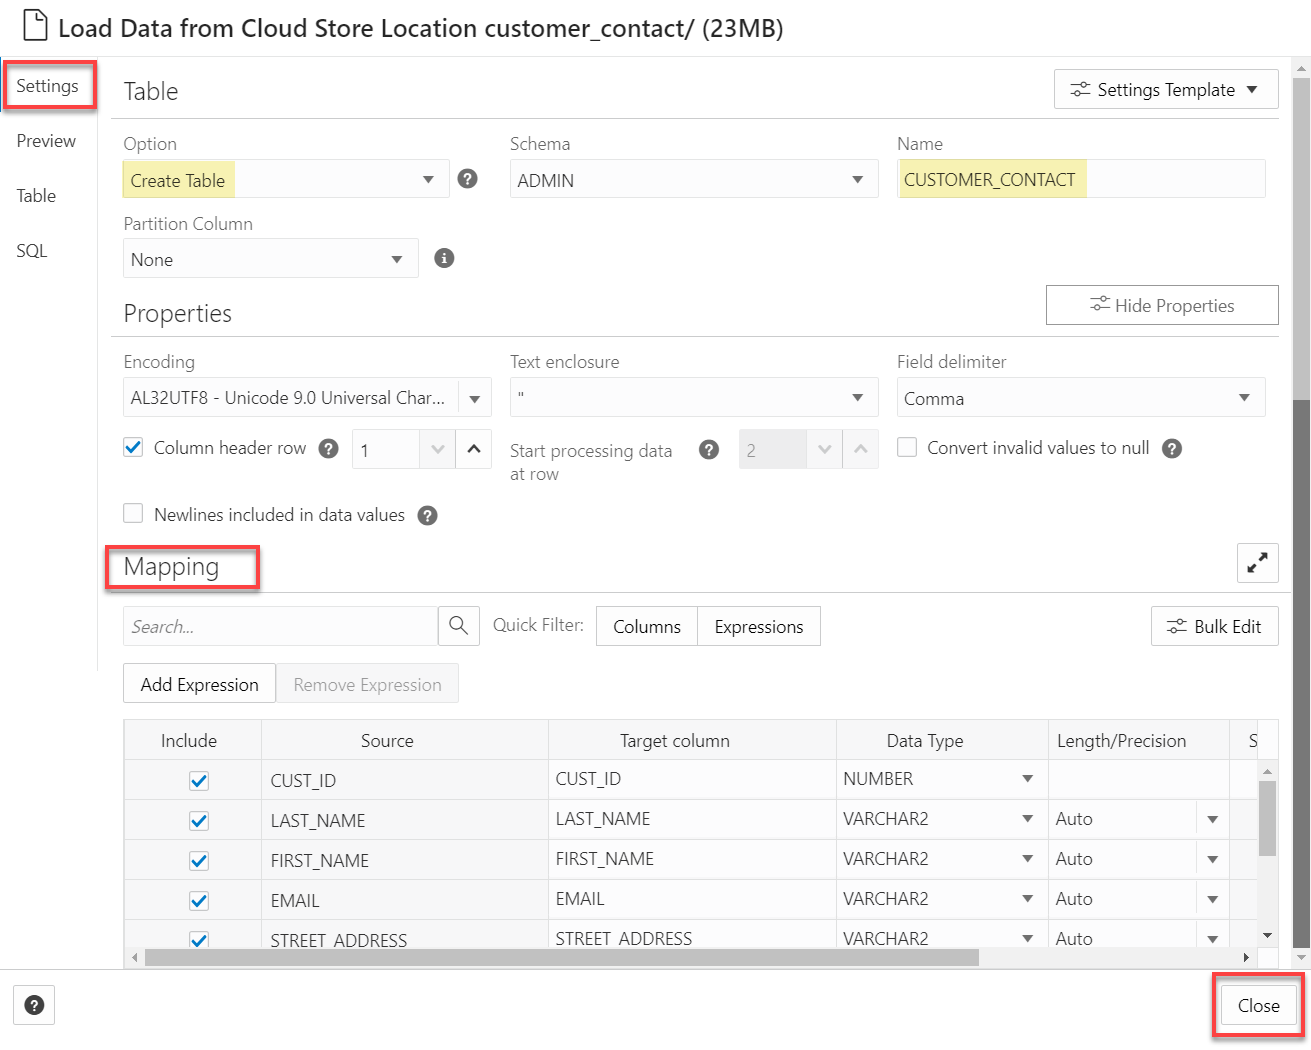 Load Data from Cloud Store Location customer_contact/ (23MB)
Settings
Preview
Table
SQL
Table
Settings Template
Option
Schema
Name
Create Table
ADMIN
CUSTOMER_CONTACT
Partition Column
None
Properties
Hide Properties
Encoding
Text enclosure
Field delimiter
AL32UTF8 - Unicode 9.0 Universal Char...
"
Comma
Column header row
1
Start processing data
at row
2
Convert invalid values to null
Newlines included in data values
Mapping
Search...
Quick Filter:
Columns
Expressions
Bulk Edit
Add Expression
Remove Expression
Include Source Target column Data Type Length/Precision S
CUST_ID CUST_ID NUMBER
LAST_NAME LAST_NAME VARCHAR2 Auto
FIRST_NAME FIRST_NAME VARCHAR2 Auto
EMAIL EMAIL VARCHAR2 Auto
STREET_ADDRESS STREET_ADDRESS VARCHAR2 Auto
Close